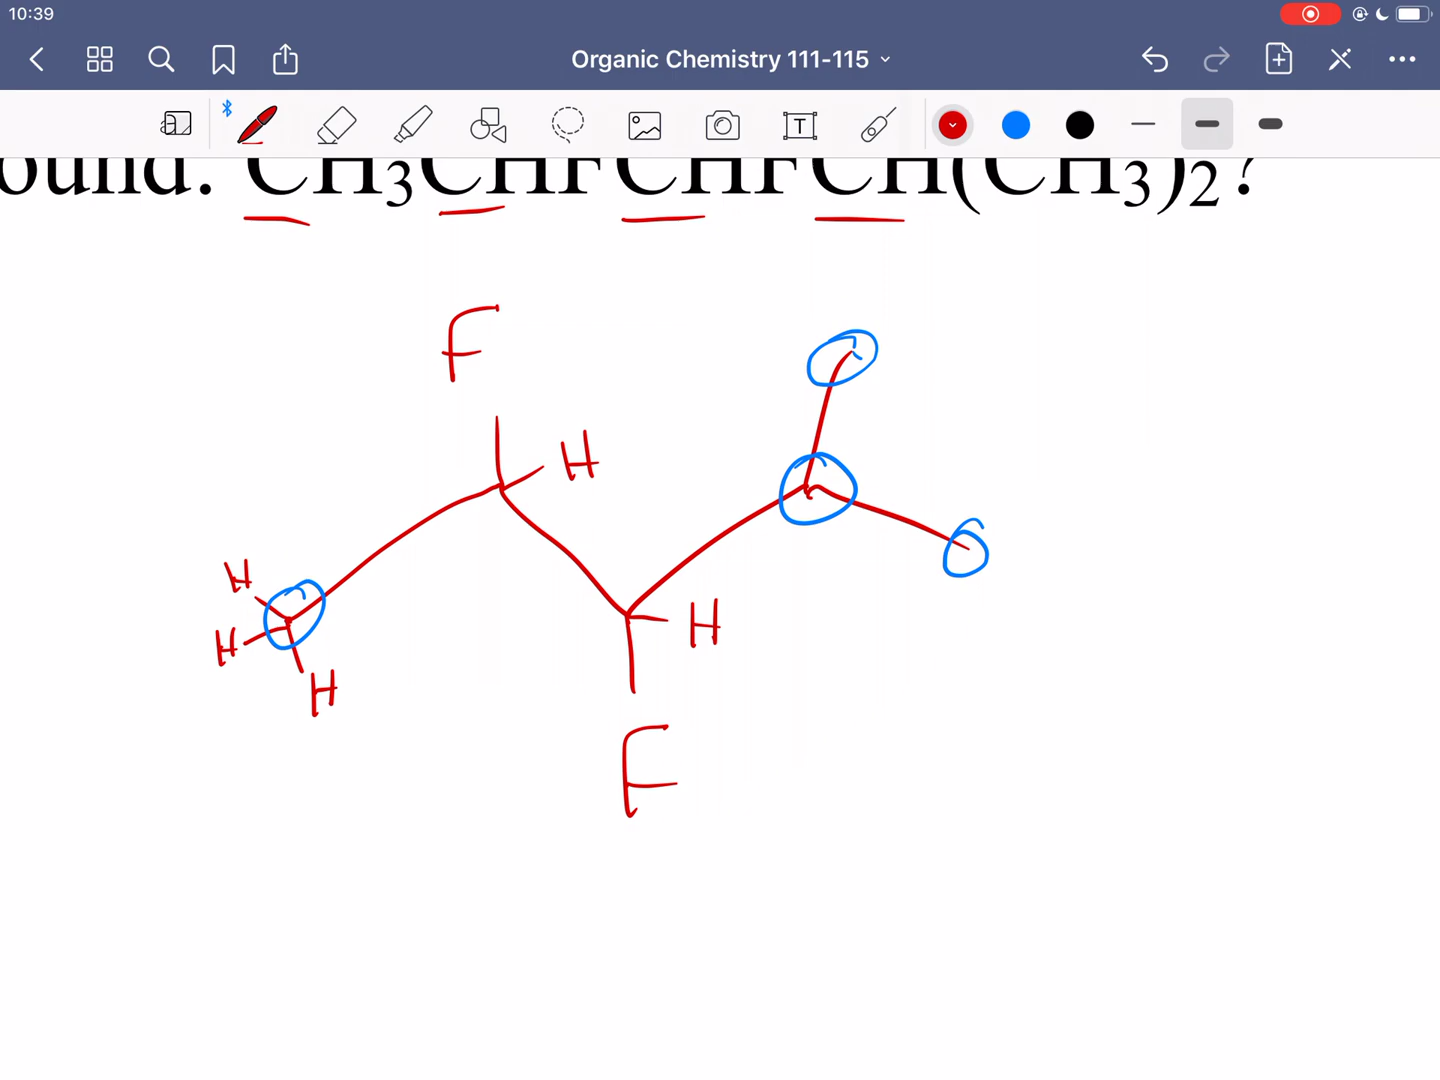 10:39
Organic Chemistry 111-115
T
ound: CH3CHFCHFCH(CH3)2?
F
H
H
H
H
H
F